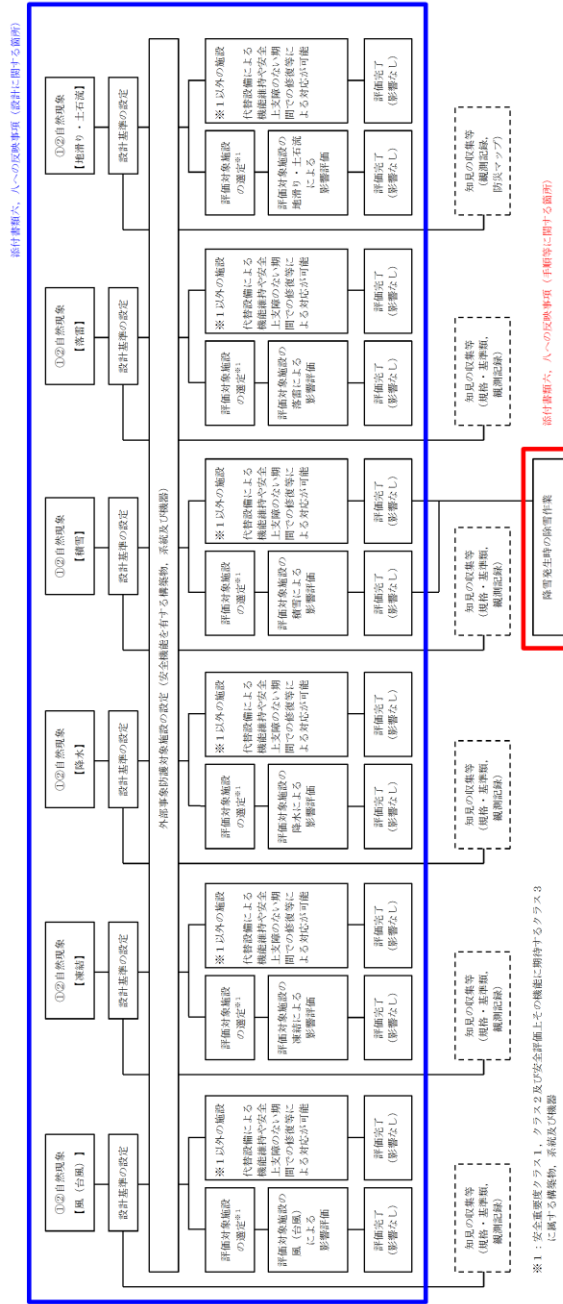 添付書類六，八への反映事項（設計に関する箇所）
①②自然現象
【風（台風）】
設計基準の設定
①②自然現象
【凍結】
設計基準の設定
①②自然現象
【降水】
設計基準の設定
①②自然現象
【積雪】
設計基準の設定
①②自然現象
【落雷】
設計基準の設定
①②自然現象
【地滑り・土石流】
設計基準の設定
外部事象防護対象施設の設定（安全機能を有する構築物，系統及び機器）
評価対象施設
の選定※1
評価対象施設の
風（台風）
による
影響評価
評価完了
（影響なし）
※１以外の施設
代替設備による
機能維持や安全
上支障のない期
間での修復等に
よる対応が可能
評価完了
（影響なし）
評価対象施設
の選定※1
評価対象施設の
凍結による
影響評価
評価完了
（影響なし）
※１以外の施設
代替設備による
機能維持や安全
上支障のない期
間での修復等に
よる対応が可能
評価完了
（影響なし）
評価対象施設
の選定※1
評価対象施設の
降水による
影響評価
評価完了
（影響なし）
※１以外の施設
代替設備による
機能維持や安全
上支障のない期
間での修復等に
よる対応が可能
評価完了
（影響なし）
評価対象施設
の選定※1
評価対象施設の
積雪による
影響評価
評価完了
（影響なし）
※１以外の施設
代替設備による
機能維持や安全
上支障のない期
間での修復等に
よる対応が可能
評価完了
（影響なし）
評価対象施設
の選定※1
評価対象施設の
落雷による
影響評価
評価完了
（影響なし）
※１以外の施設
代替設備による
機能維持や安全
上支障のない期
間での修復等に
よる対応が可能
評価完了
（影響なし）
評価対象施設
の選定※1
評価対象施設の
地滑り・土石流
による
影響評価
評価完了
（影響なし）
※１以外の施設
代替設備による
機能維持や安全
上支障のない期
間での修復等に
よる対応が可能
評価完了
（影響なし）
知見の収集等
（規格・基準類，
観測記録）
知見の収集等
（規格・基準類，
観測記録）
知見の収集等
（規格・基準類，
観測記録）
知見の収集等
（規格・基準類，
観測記録）
知見の収集等
（規格・基準類，
観測記録）
知見の収集等
（観測記録，
防災マップ）
添付書類六，八への反映事項（手順等に関する箇所）
降雪発生時の除雪作業
※１：安全重要度クラス１，クラス２及び安全評価上その機能に期待するクラス３
に属する構築物，系統及び機器